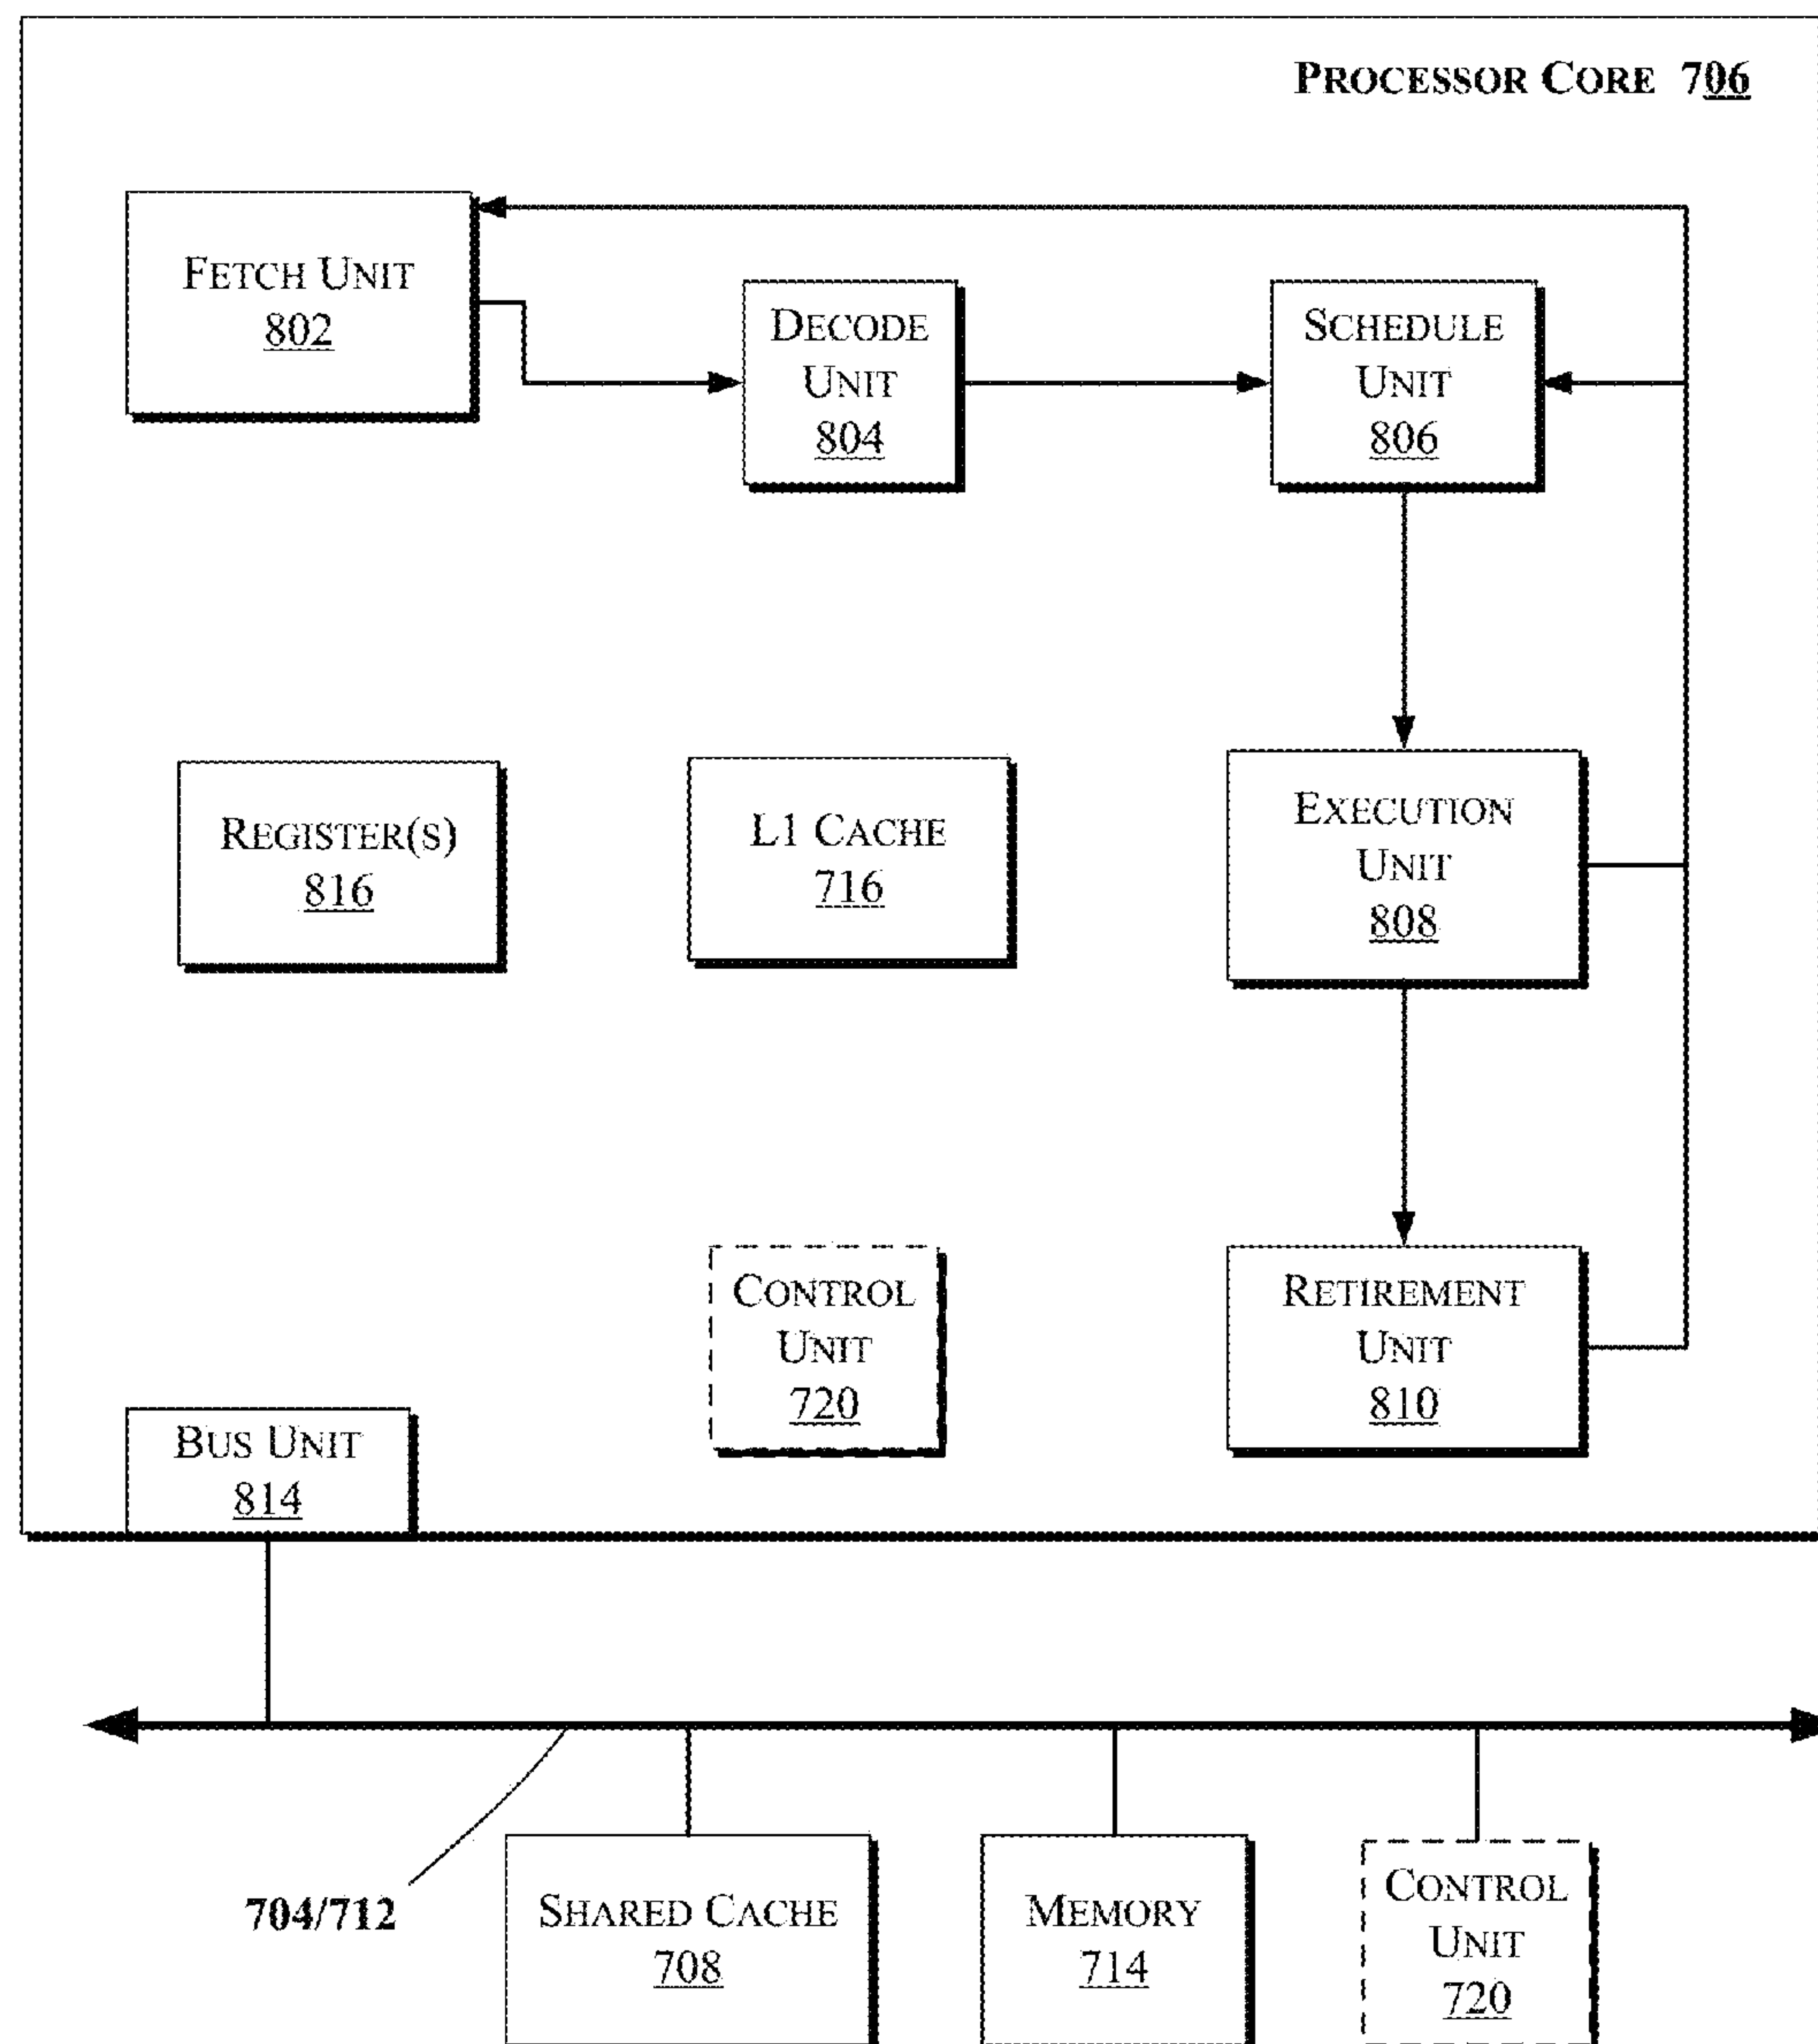 PROCESSOR CORE 706
FETCH UNIT
802
DECODE
UNIT
804
SCHEDULE
UNIT
806
REGISTER(S)
816
L1 CACHE
716
EXECUTION
UNIT
808
CONTROL
UNIT
720
RETIREMENT
UNIT
810
BUS UNIT
814
704/712
SHARED CACHE
708
MEMORY
714
CONTROL
UNIT
720